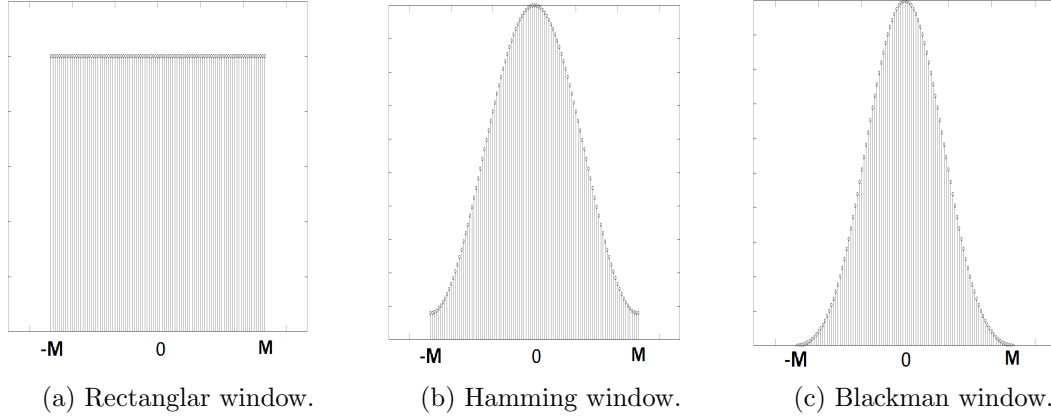 -M 0 M
-M 0 M
-M 0 M
(a) Rectanglar window.
(b) Hamming window.
(c) Blackman window.